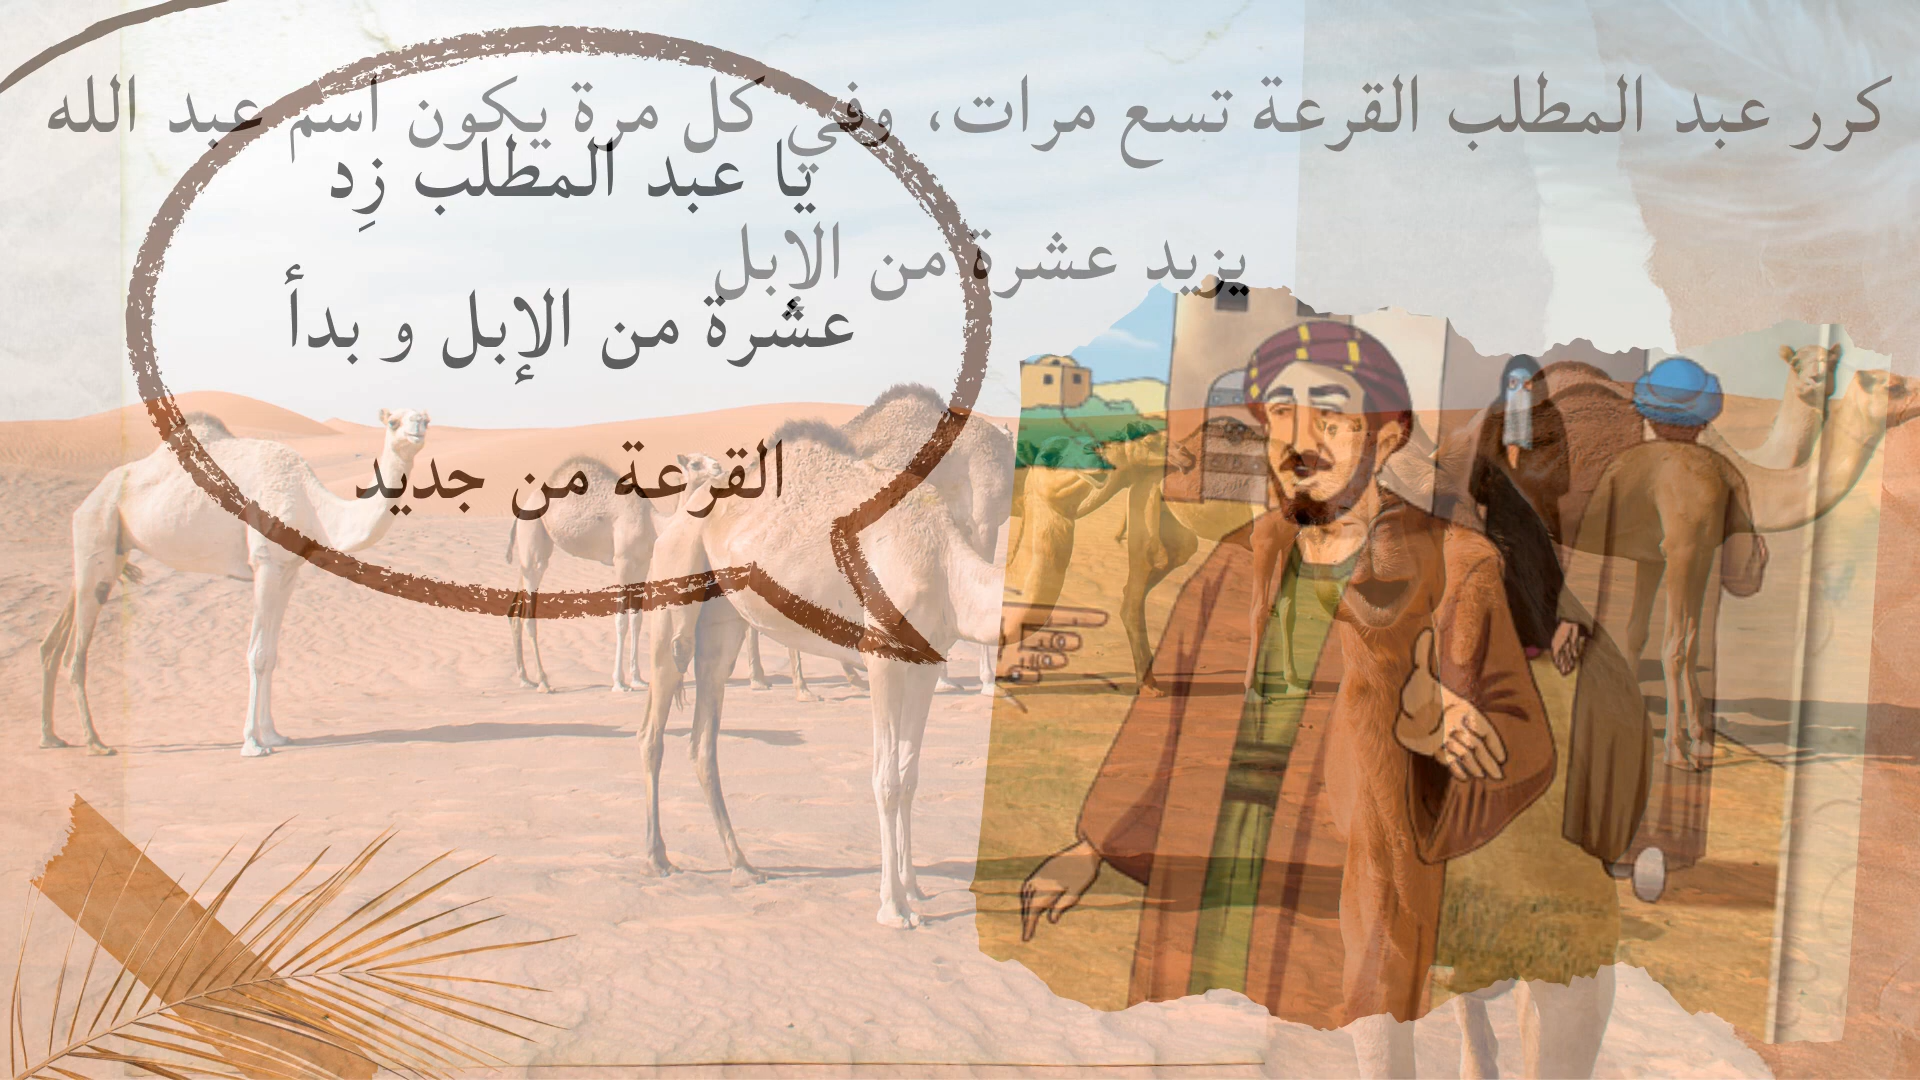 كرر عبد المطلب القرعة تسع مرات، وفي كل مرة يكون اسم عبد الله
يزيد عشرة من الإبل
يا عبد المطلب زِد
عشرة من الإبل و بدأ
القرعة من جديد